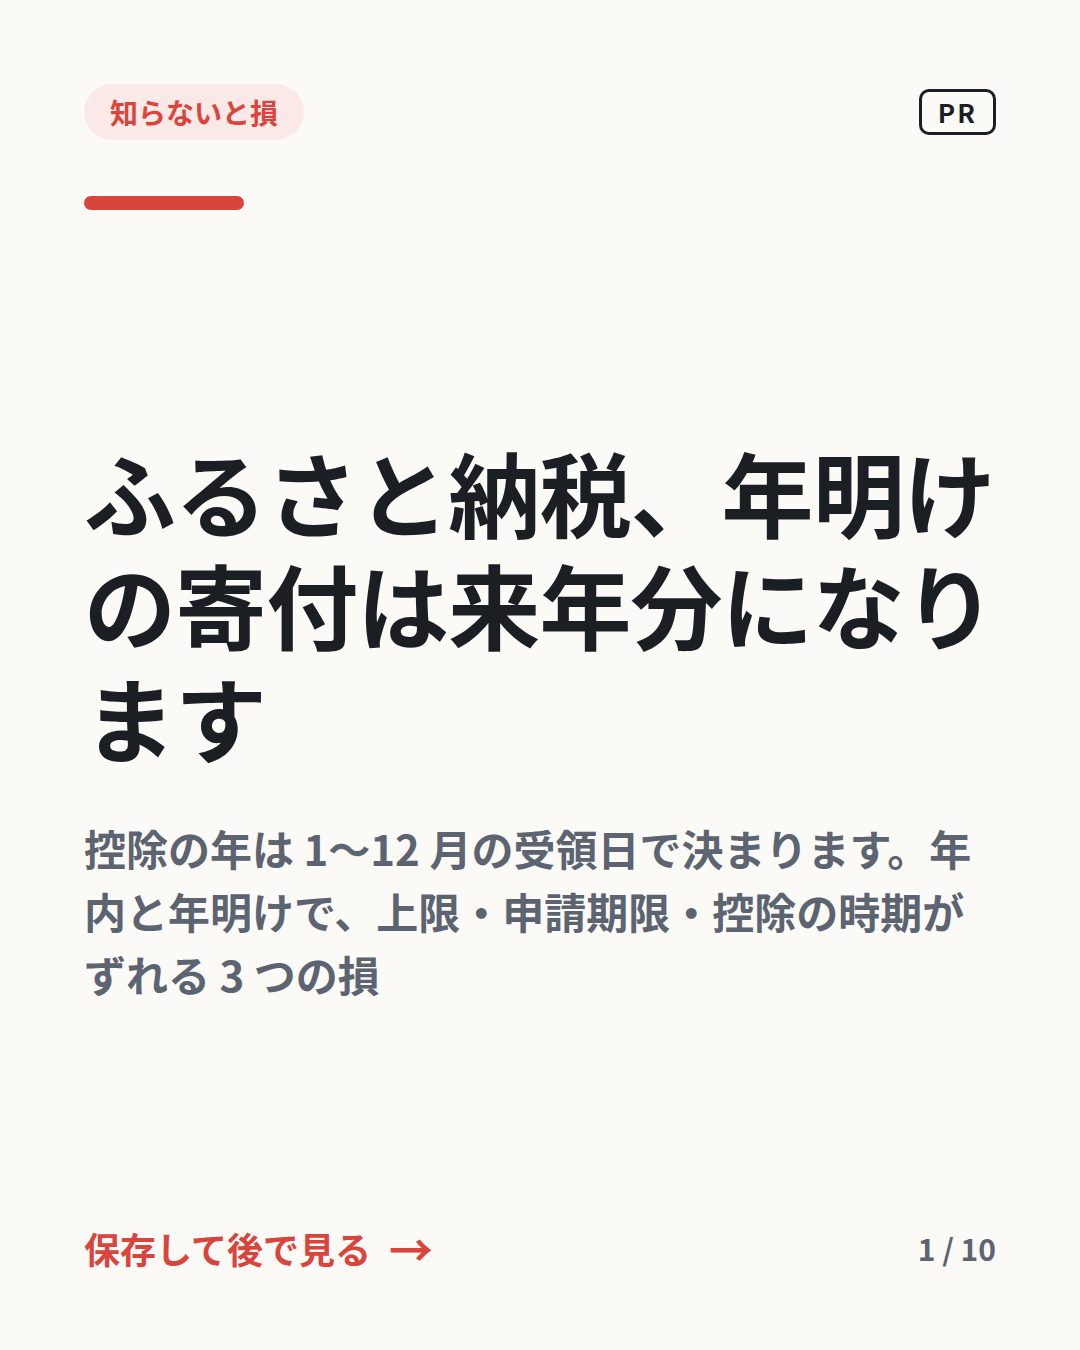 知らないと損
PR
ふるさと納税、年明け
の寄付は来年分になり
ます
控除の年は 1〜12 月の受領日で決まります。年
内と年明けで、上限・申請期限・控除の時期が
ずれる 3 つの損
保存して後で見る →
1 / 10